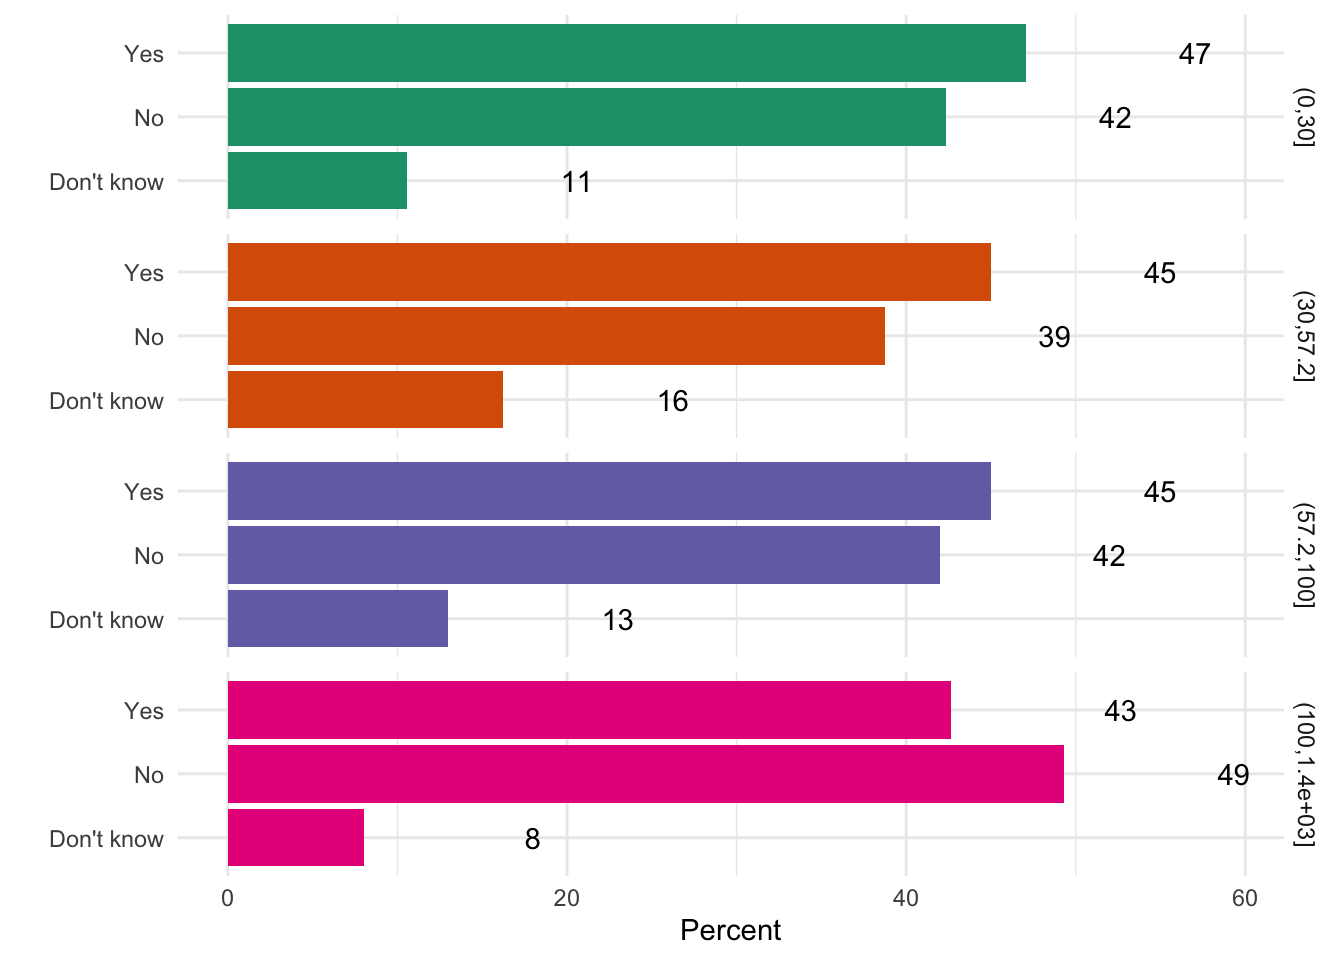 Yes
47
No
42
Don't know
11
(0,30]
Yes
45
No
39
Don't know
16
(30,57.2]
Yes
45
No
42
Don't know
13
(57.2,100]
Yes
43
No
49
Don't know
8
(100,1.4e+03]
0 20 40 60
Percent